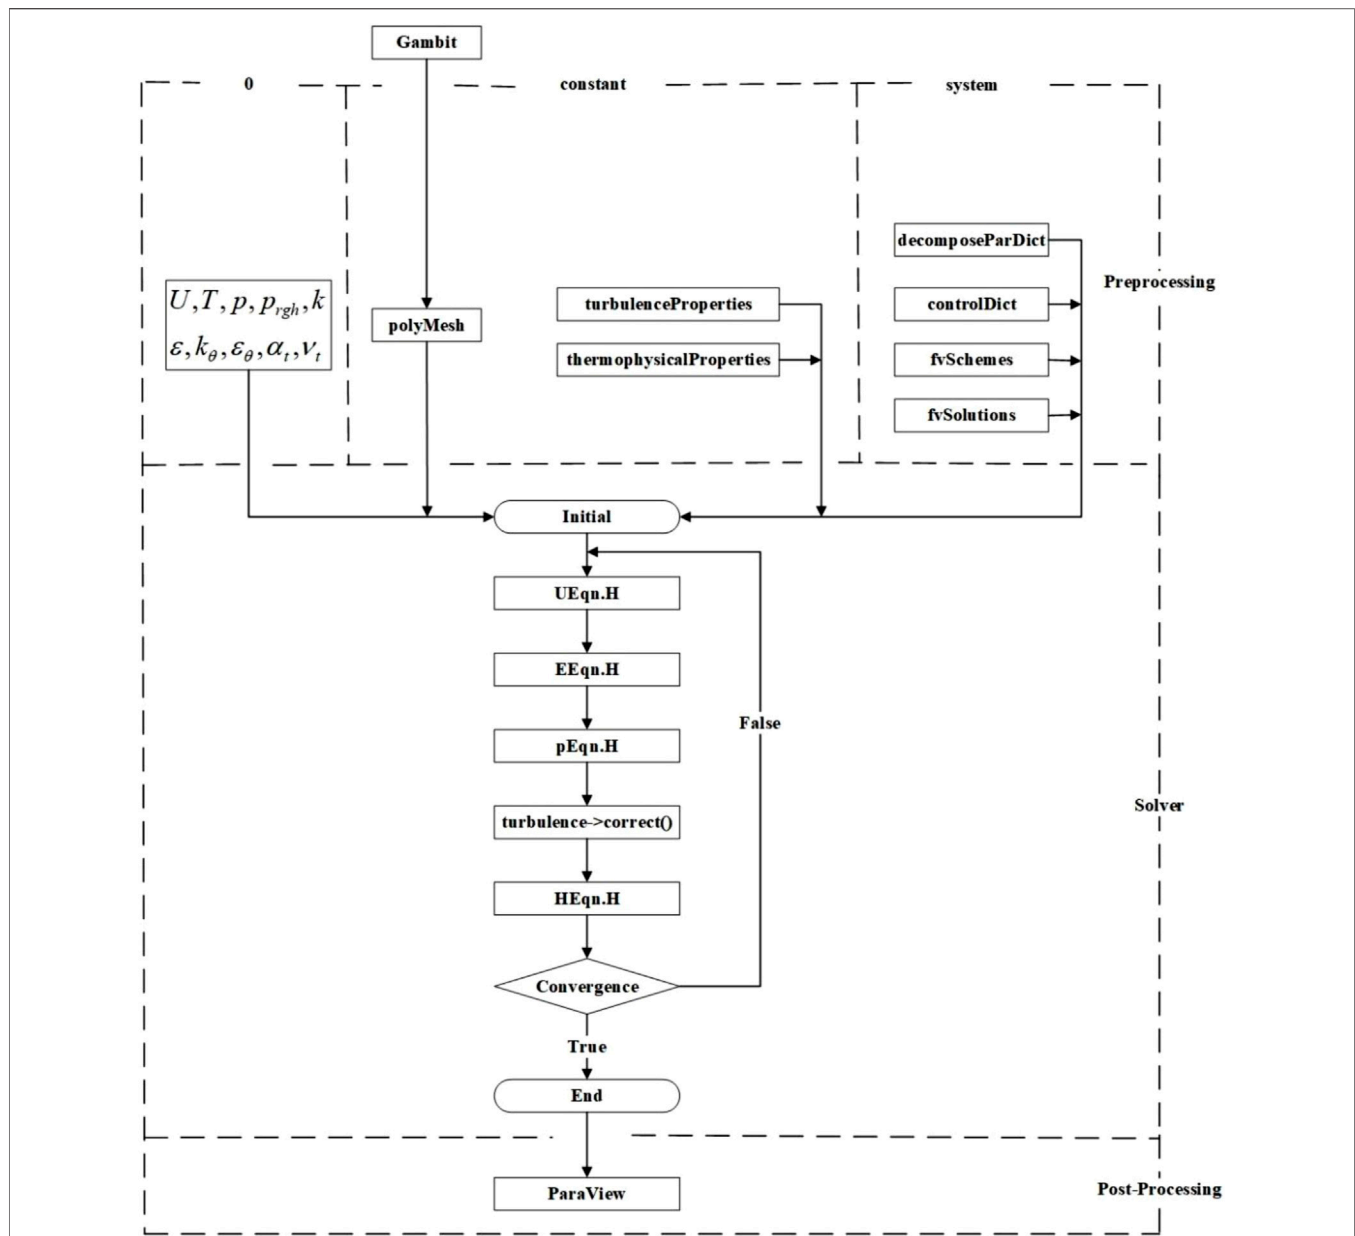 Gambit
0
constant
system
decomposeParDict
Preprocessing
U, T, p, p_rgh, k
ε, k_θ, ε_θ, α_t, ν_t
polyMesh
turbulenceProperties
controlDict
thermophysicalProperties
fvSchemes
fvSolutions
Initial
UEqn.H
EEqn.H
False
pEqn.H
Solver
turbulence->correct()
HEqn.H
Convergence
True
End
Post-Processing
ParaView